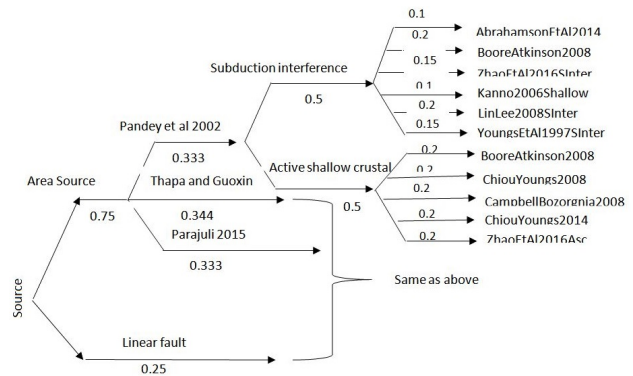 0.1
AbrahamsonEtAl2014
0.2
BooreAtkinson2008
0.15
ZhaoEtAl2016SInter
Subduction interference
0.5
0.1
Kanno2006Shallow
0.2
LinLee2008SInter
0.15
YoungsEtAl1997SInter
Pandey et al 2002
0.333
Active shallow crustal
0.5
0.2
BooreAtkinson2008
0.2
ChiouYoungs2008
0.2
CampbellBozorgnia2008
0.2
ChiouYoungs2014
0.2
ZhaoEtAl2016Asc
Area Source
0.75
Thapa and Guoxin
0.344
Parajuli 2015
0.333
Same as above
Source
Linear fault
0.25